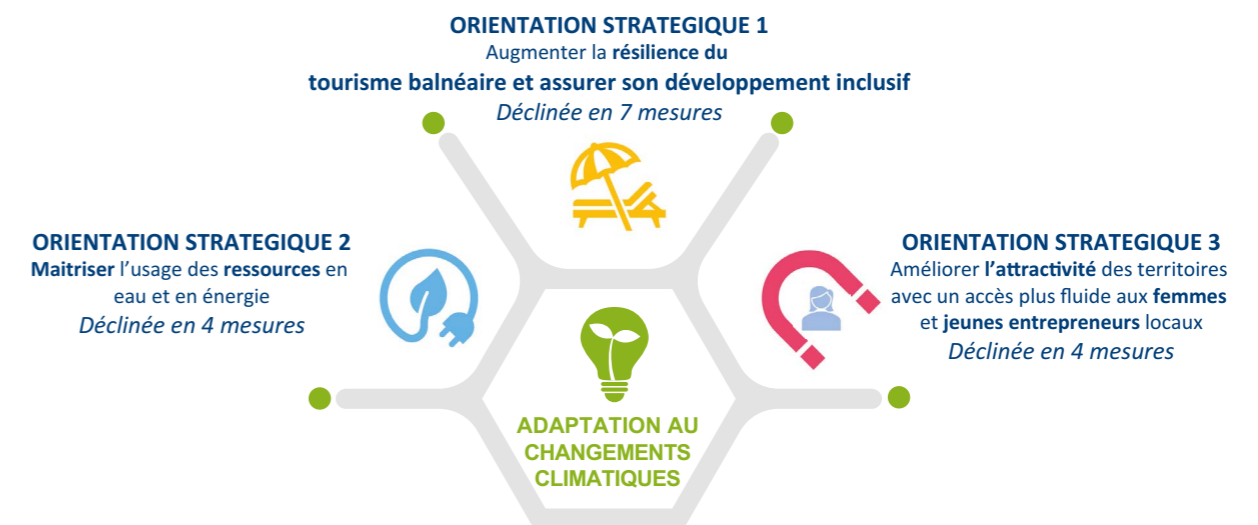 ORIENTATION STRATEGIQUE 1
Augmenter la résilience du
tourisme balnéaire et assurer son développement inclusif
Déclinée en 7 mesures
ORIENTATION STRATEGIQUE 2
Maitriser l’usage des ressources en
eau et en énergie
Déclinée en 4 mesures
ORIENTATION STRATEGIQUE 3
Améliorer l’attractivité des territoires
avec un accès plus fluide aux femmes
et jeunes entrepreneurs locaux
Déclinée en 4 mesures
ADAPTATION AU
CHANGEMENTS
CLIMATIQUES